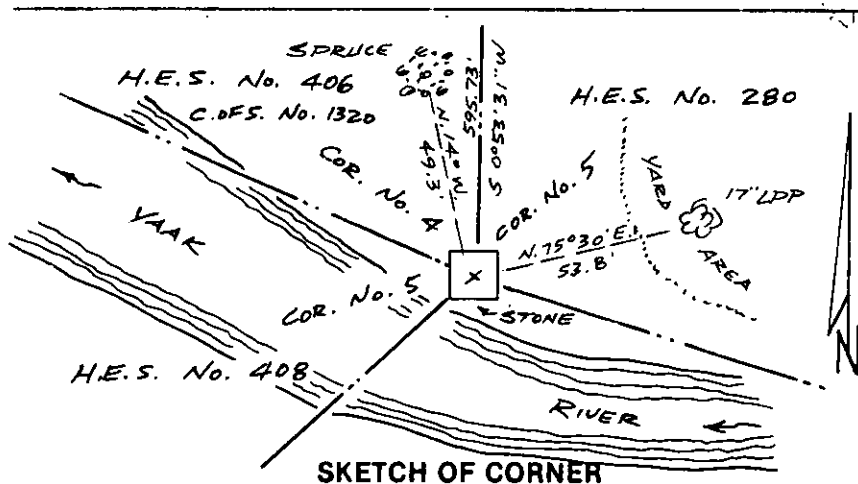 SPRUCE
H.E.S. No. 406
C. OF S. No. 1320
N. 14° W.
49.3'
595.73'
S 0°53'31" W
H.E.S. No. 280
COR. No. 4
COR. No. 5
YARD
AREA
17" LDP
N. 75°30' E.
53.8'
YAAK
X
COR. No. 5
STONE
H.E.S. No. 408
RIVER
N
SKETCH OF CORNER